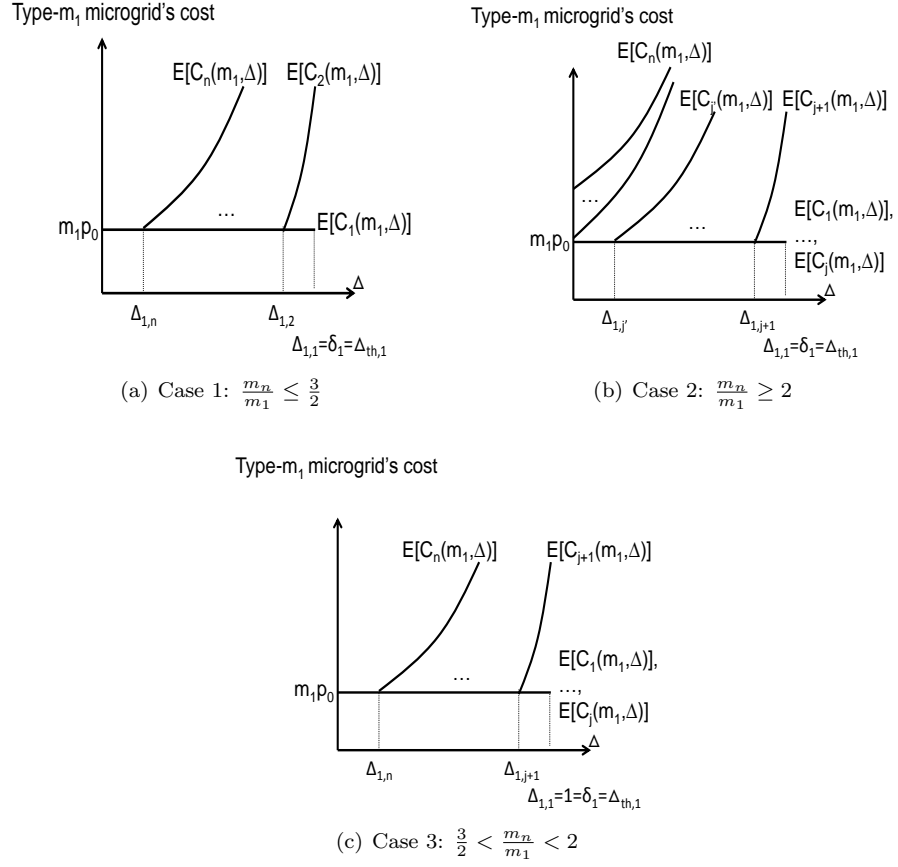 Type-m₁ microgrid's cost
E[Cₙ(m₁,Δ)] E[C₂(m₁,Δ)]
...
m₁p₀ E[C₁(m₁,Δ)]
Δ
Δ₁,ₙ Δ₁,₂
Δ₁,₁=δ₁=Δth,₁
(a) Case 1: mₙ/m₁ ≤ 3/2
Type-m₁ microgrid's cost
E[Cₙ(m₁,Δ)]
E[Cj'(m₁,Δ)] E[Cj+1(m₁,Δ)]
...
E[C₁(m₁,Δ)],
...
m₁p₀ ...,
E[Cj(m₁,Δ)]
Δ
Δ₁,j' Δ₁,j+1
Δ₁,₁=δ₁=Δth,₁
(b) Case 2: mₙ/m₁ ≥ 2
Type-m₁ microgrid's cost
E[Cₙ(m₁,Δ)] E[Cj+1(m₁,Δ)]
E[C₁(m₁,Δ)],
...
m₁p₀ ...,
E[Cj(m₁,Δ)]
Δ
Δ₁,ₙ Δ₁,j+1
Δ₁,₁=1=δ₁=Δth,₁
(c) Case 3: 3/2 < mₙ/m₁ < 2